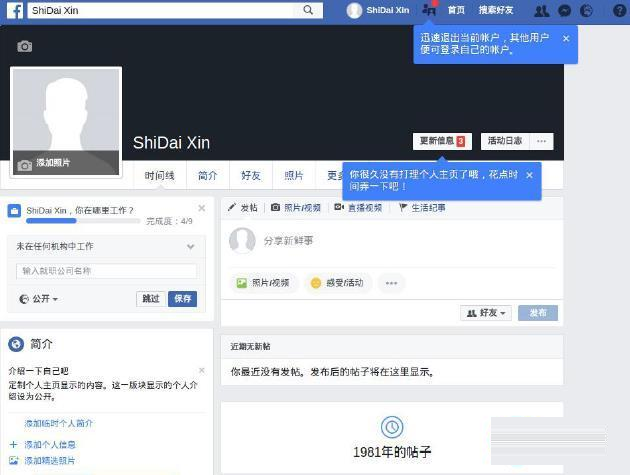 ShiDai Xin
ShiDai Xin
首页
搜索好友
迅速退出当前帐户，其他用户
便可登录自己的帐户。
添加照片
ShiDai Xin
更新信息 3
活动日志
时间线
简介
好友
照片
更多
你很久没有打理个人主页了哦，花点时
间弄一下吧！
ShiDai Xin，你在哪里工作？
完成度：4/9
未在任何机构中工作
输入就职公司名称
公开
跳过
保存
简介
介绍一下自己吧
定制个人主页显示的内容。这一版块显示的个人介
绍设为公开。
添加临时个人简介
添加个人信息
添加精选照片
发帖
照片/视频
直播视频
生活纪事
分享新鲜事
照片/视频
感受/活动
好友
发布
近期无新帖
你最近没有发帖。发布后的帖子将在这里显示。
1981年的帖子